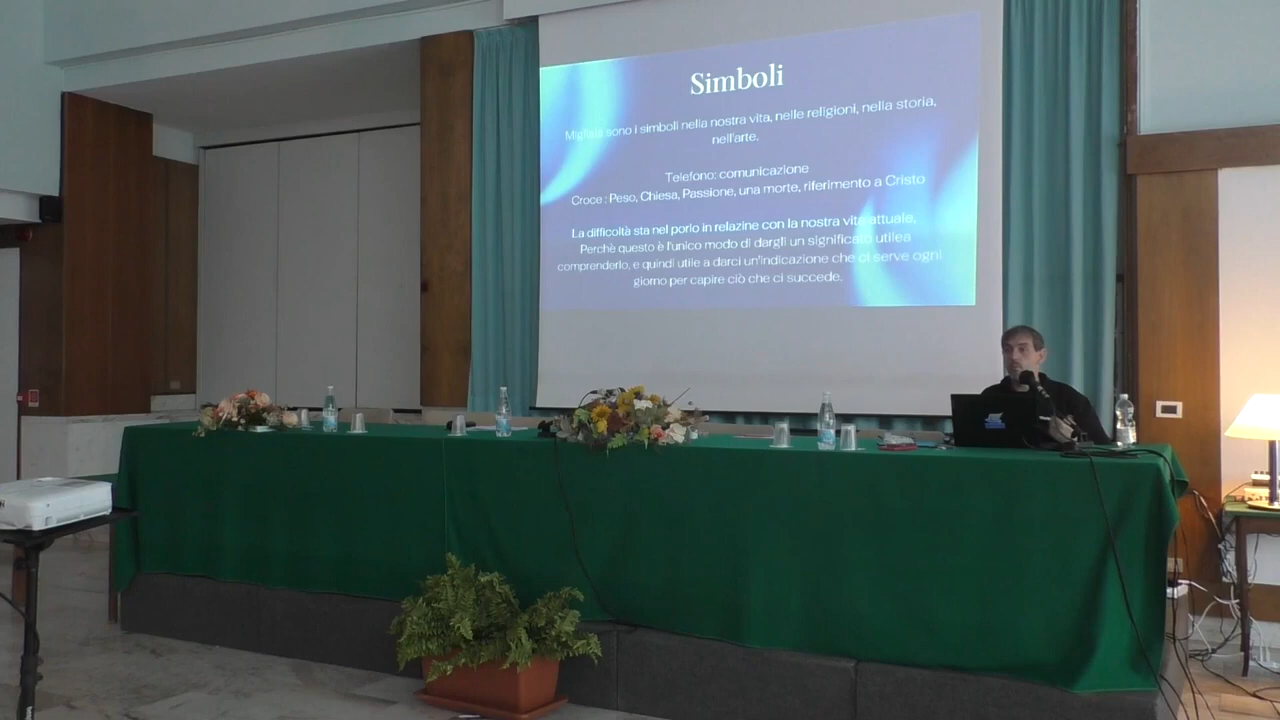 Simboli
Migliaia sono i simboli nella nostra vita, nelle religioni, nella storia,
nell'arte.
Telefono: comunicazione
Croce : Peso, Chiesa, Passione, una morte, riferimento a Cristo
La difficoltà sta nel porlo in relazine con la nostra vita attuale,
Perchè questo è l'unico modo di dargli un significato utilea
comprenderlo, e quindi utile a darci un'indicazione che ci serve ogni
giorno per capire ciò che ci succede.